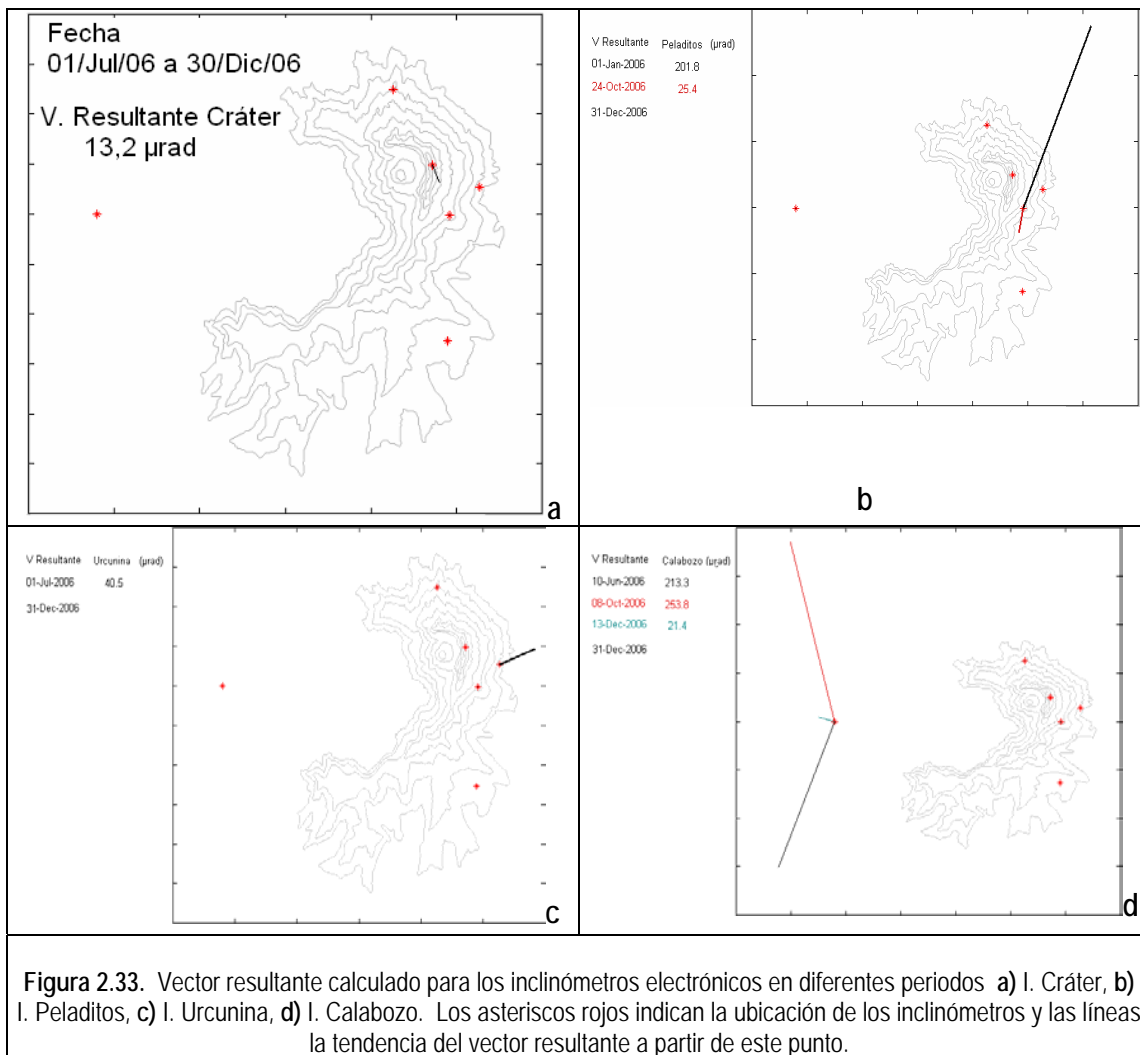 Fecha
01/Jul/06 a 30/Dic/06
V. Resultante Cráter
13,2 µrad
a
V Resultante Peladitos (µrad)
01-Jan-2006 201.8
24-Oct-2006 25.4
31-Dec-2006
b
V Resultante Urcunina (µrad)
01-Jul-2006 40.5
31-Dec-2006
c
V Resultante Calabozo (µrad)
10-Jun-2006 213.3
08-Oct-2006 253.8
13-Dec-2006 21.4
31-Dec-2006
d
Figura 2.33. Vector resultante calculado para los inclinómetros electrónicos en diferentes periodos a) I. Cráter, b)
I. Peladitos, c) I. Urcunina, d) I. Calabozo. Los asteriscos rojos indican la ubicación de los inclinómetros y las líneas
la tendencia del vector resultante a partir de este punto.